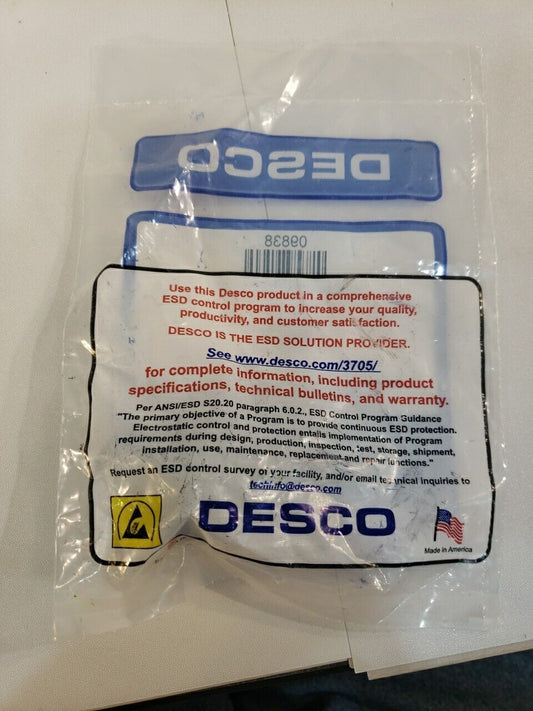 DESCO
09838
Use this Desco product in a comprehensive
ESD control program to increase your quality,
productivity, and customer satisfaction.
DESCO IS THE ESD SOLUTION PROVIDER.
See www.desco.com/3705/
for complete information, including product
specifications, technical bulletins, and warranty.
Per ANSI/ESD S20.20 paragraph 6.0.2., ESD Control Program Guidance
"The primary objective of a Program is to provide continuous ESD protection.
Electrostatic control and protection entails implementation of Program
requirements during design, production, inspection, test, storage, shipment,
installation, use, maintenance, replacement and repair functions."
Request an ESD control survey of your facility, and/or email technical inquiries to
techinfo@desco.com
DESCO
Made in America